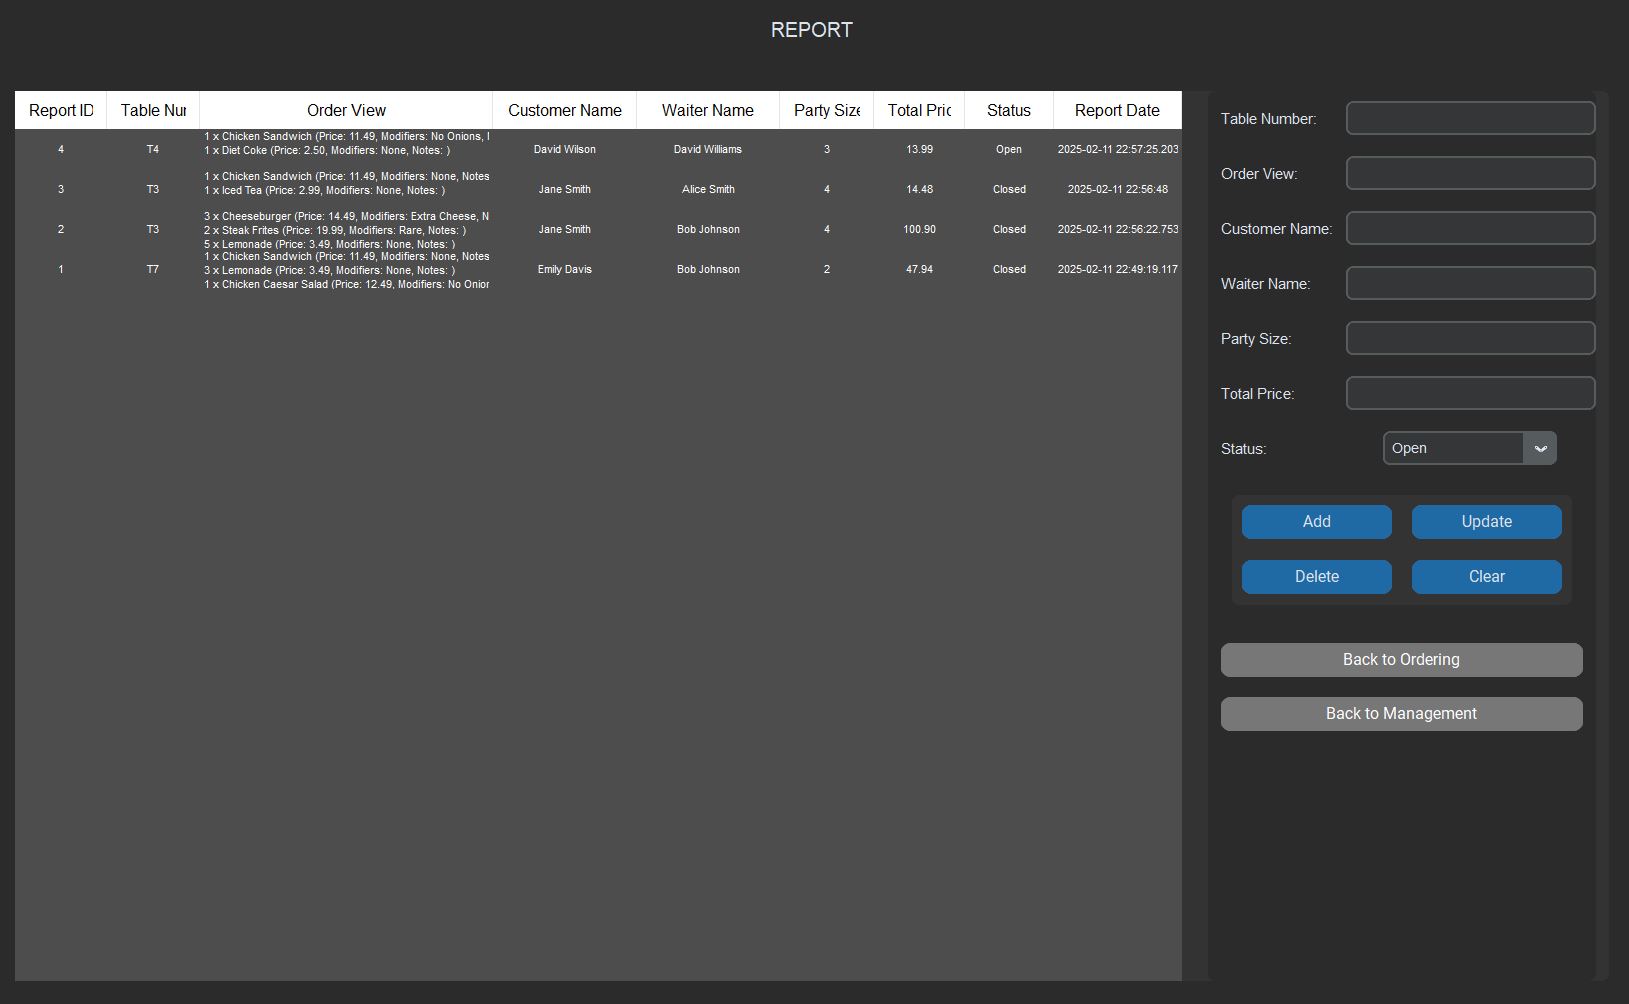 REPORT
Report ID Table Nur Order View Customer Name Waiter Name Party Size Total Pric Status Report Date
1 x Chicken Sandwich (Price: 11.49, Modifiers: No Onions,
4 T4 1 x Diet Coke (Price: 2.50, Modifiers: None, Notes: ) David Wilson David Williams 3 13.99 Open 2025-02-11 22:57:25.203
1 x Chicken Sandwich (Price: 11.49, Modifiers: None, Notes
3 T3 1 x Iced Tea (Price: 2.99, Modifiers: None, Notes: ) Jane Smith Alice Smith 4 14.48 Closed 2025-02-11 22:56:48
3 x Cheeseburger (Price: 14.49, Modifiers: Extra Cheese, N
2 T3 2 x Steak Frites (Price: 19.99, Modifiers: Rare, Notes: ) Jane Smith Bob Johnson 4 100.90 Closed 2025-02-11 22:56:22.753
5 x Lemonade (Price: 3.49, Modifiers: None, Notes: )
1 x Chicken Sandwich (Price: 11.49, Modifiers: None, Notes
1 T7 3 x Lemonade (Price: 3.49, Modifiers: None, Notes: ) Emily Davis Bob Johnson 2 47.94 Closed 2025-02-11 22:49:19.117
1 x Chicken Caesar Salad (Price: 12.49, Modifiers: No Onior
Table Number:
Order View:
Customer Name:
Waiter Name:
Party Size:
Total Price:
Status: Open
Add Update
Delete Clear
Back to Ordering
Back to Management